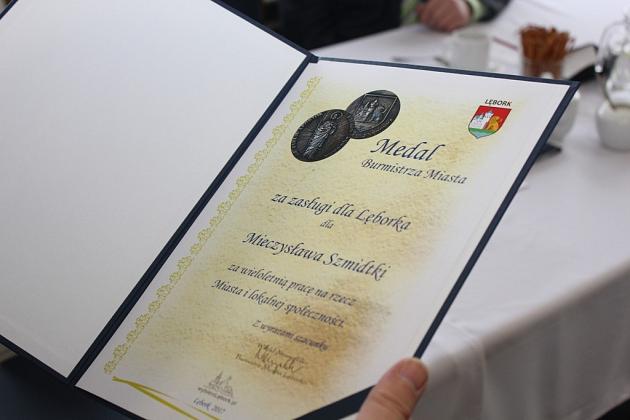 LĘBORK
Medal
Burmistrza Miasta
za zasługi dla Lęborka
dla
Mieczysława Szmidtki
za wieloletnią pracę na rzecz
Miasta i lokalnej społeczności.
Z wyrazami szacunku
Lębork 2017